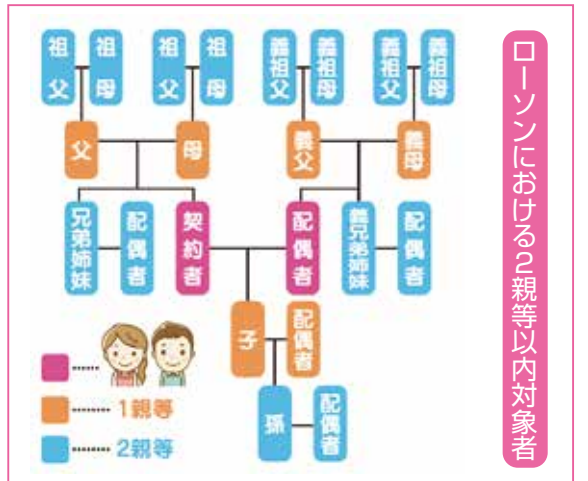 ローソンにおける2親等以内対象者
祖父
祖母
祖父
祖母
義祖父
義祖母
義祖父
義祖母
父
母
義父
義母
兄弟姉妹
配偶者
契約者
配偶者
義兄弟姉妹
配偶者
子
配偶者
孫
配偶者
1親等
2親等